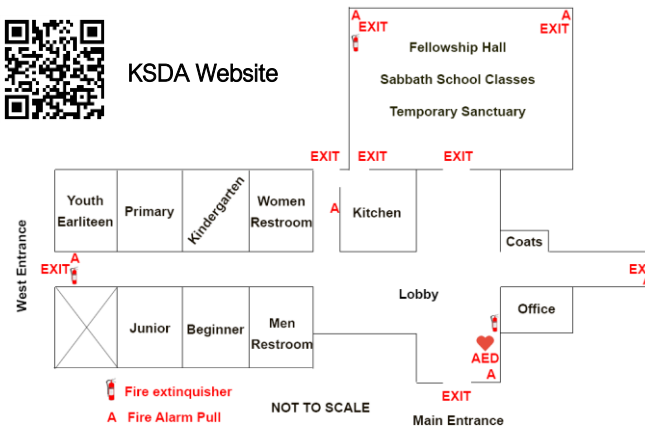 KSDA Website
A
A
EXIT
EXIT
Fellowship Hall
Sabbath School Classes
Temporary Sanctuary
EXIT
EXIT
EXIT
Youth
Earliteen
Primary
Kindergarten
Women
Restroom
A
Kitchen
Coats
West Entrance
A
EXIT
EX
A
Lobby
Office
Junior
Beginner
Men
Restroom
AED
A
EXIT
Fire extinquisher
A Fire Alarm Pull
NOT TO SCALE
Main Entrance